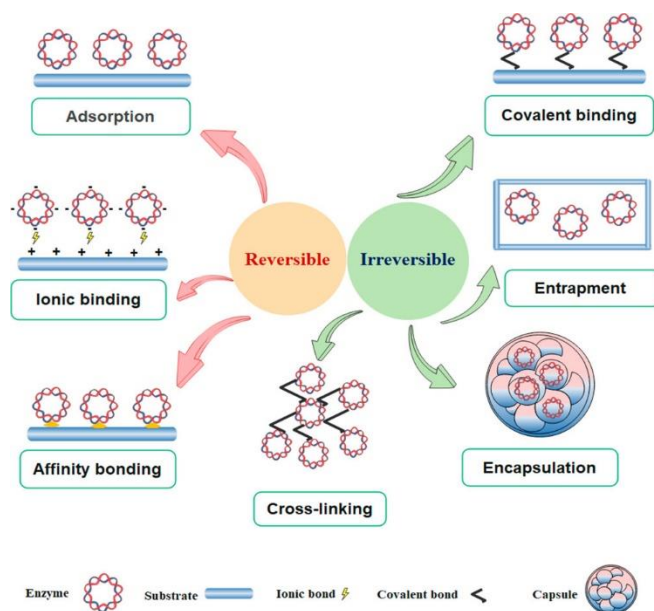 Adsorption
Covalent binding
Reversible
Irreversible
Ionic binding
Entrapment
Affinity bonding
Encapsulation
Cross-linking
Enzyme
Substrate
Ionic bond
Covalent bond
Capsule